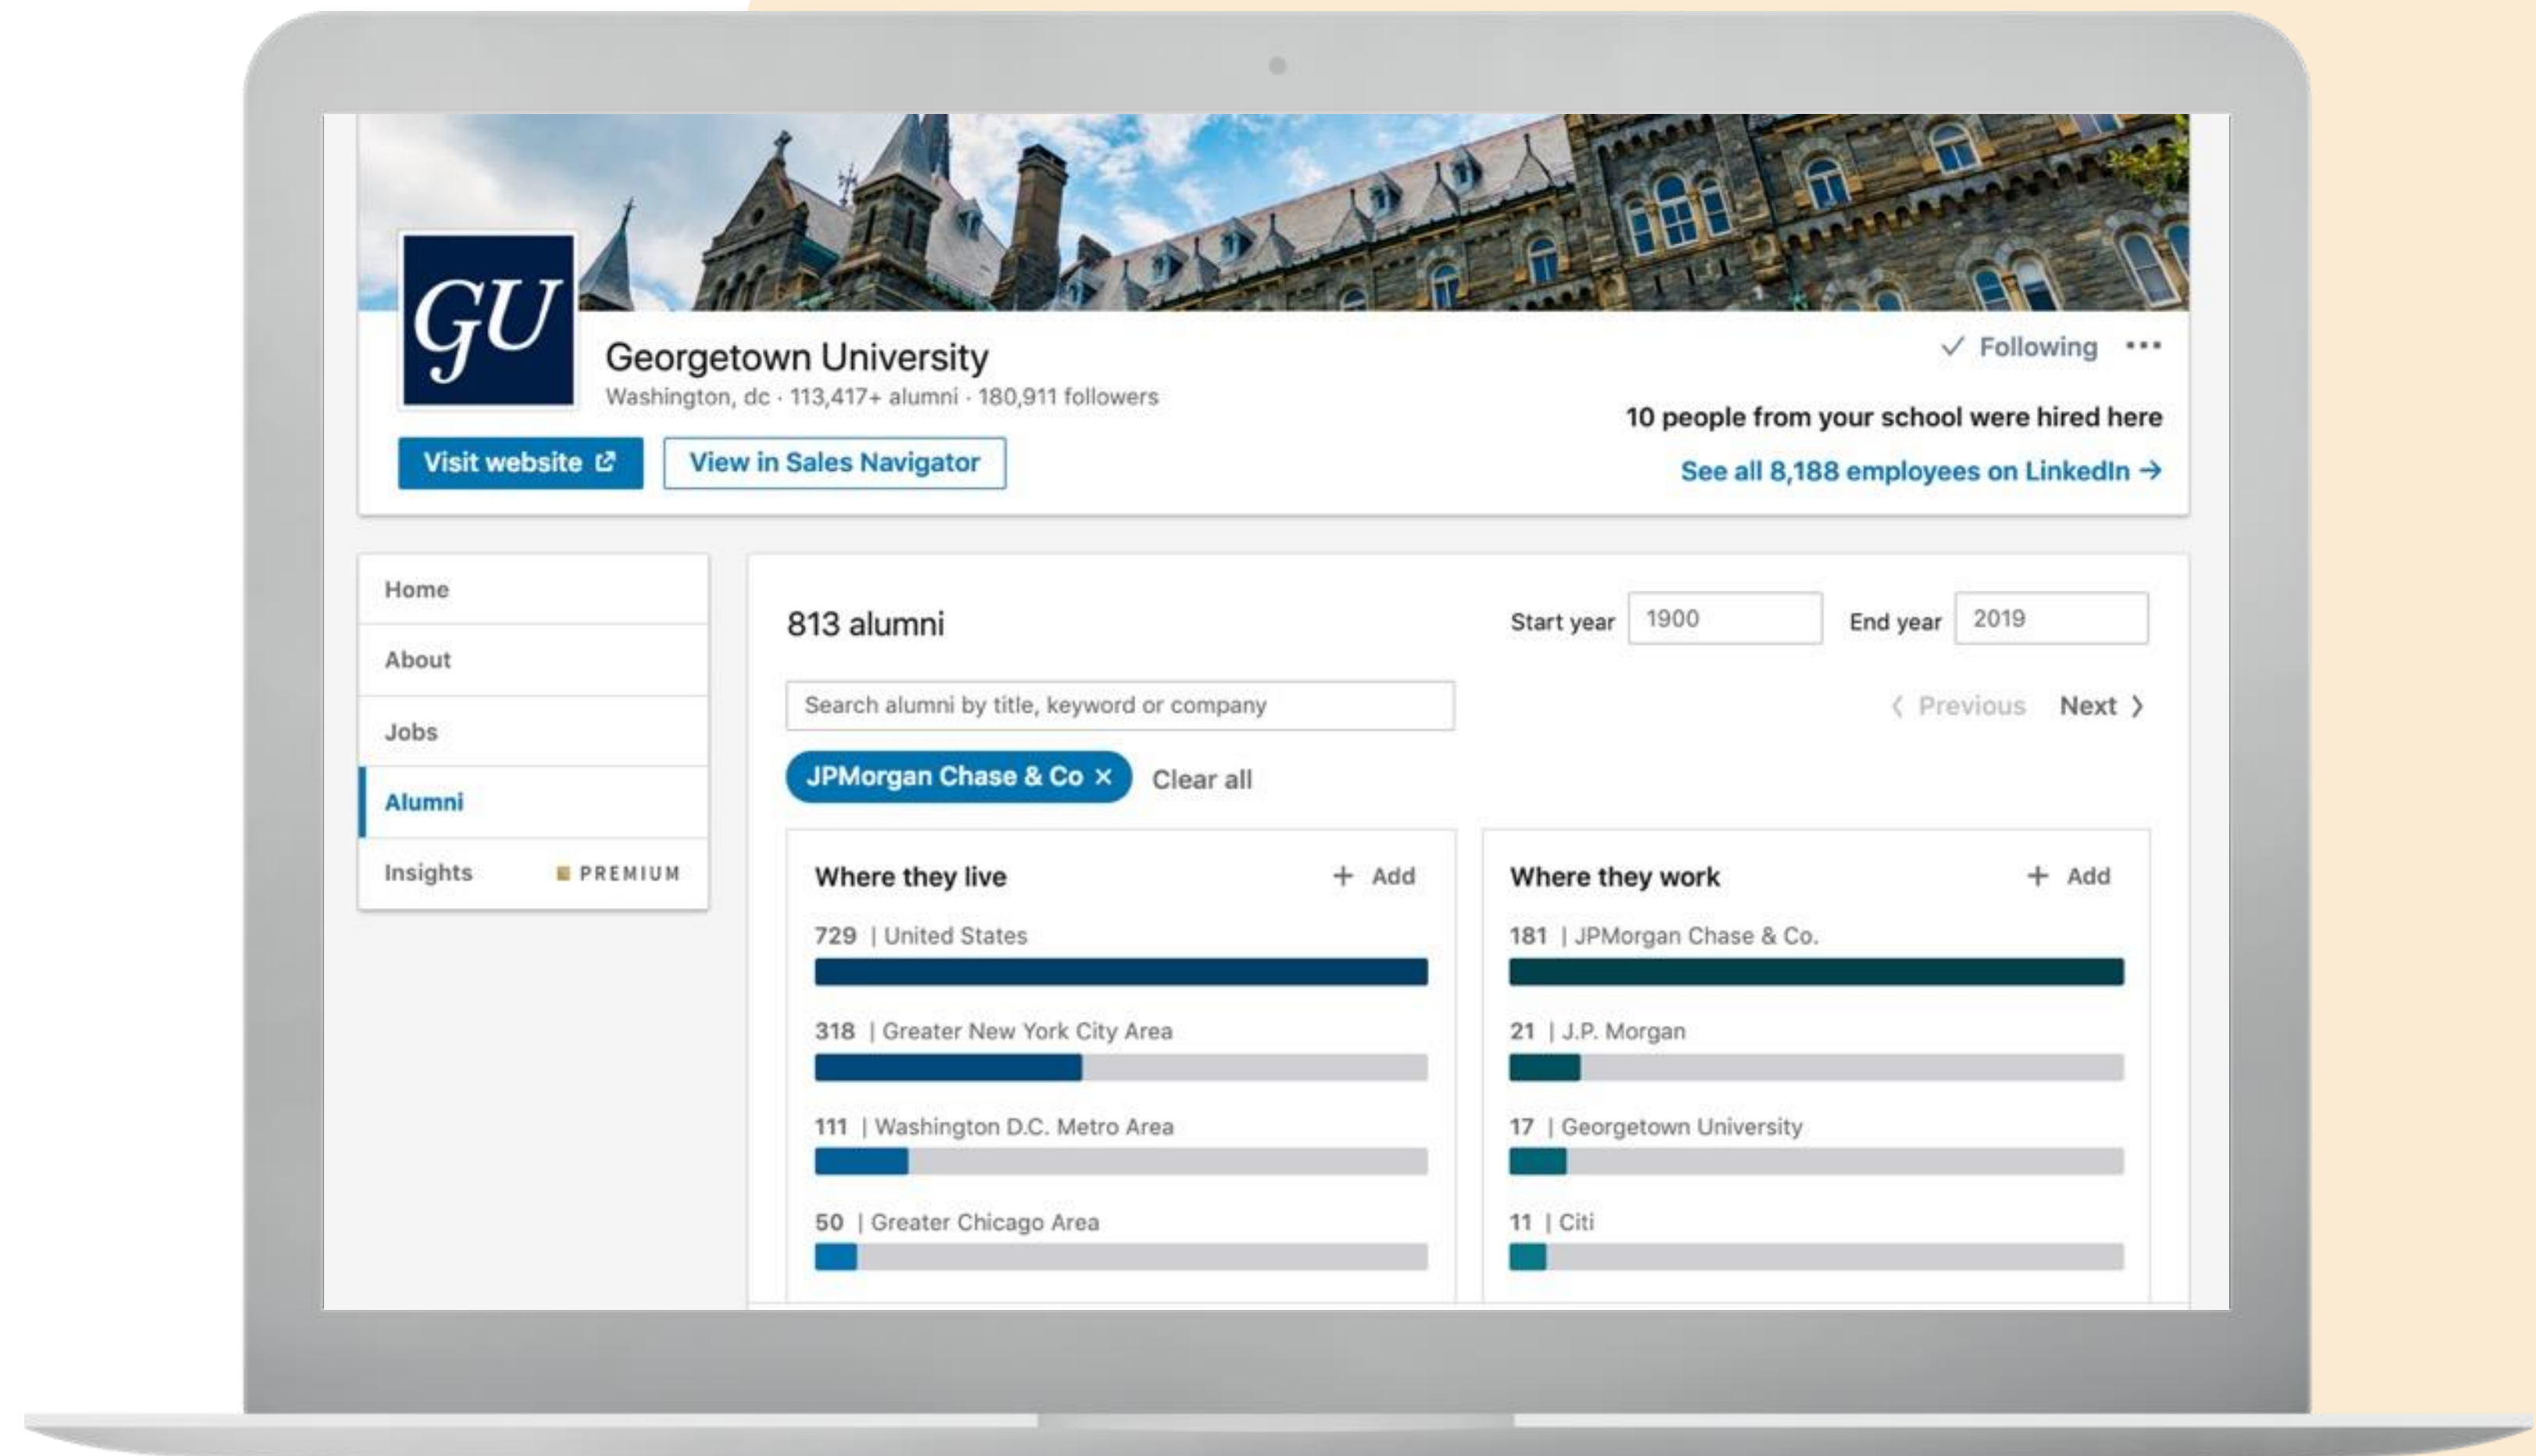 GU
Georgetown University
Washington, dc · 113,417+ alumni · 180,911 followers
Visit website
View in Sales Navigator
✓ Following ···
10 people from your school were hired here
See all 8,188 employees on LinkedIn →
Home
About
Jobs
Alumni
Insights PREMIUM
813 alumni
Start year 1900 End year 2019
Search alumni by title, keyword or company
Previous Next
JPMorgan Chase & Co × Clear all
Where they live + Add
729 | United States
318 | Greater New York City Area
111 | Washington D.C. Metro Area
50 | Greater Chicago Area
Where they work + Add
181 | JPMorgan Chase & Co.
21 | J.P. Morgan
17 | Georgetown University
11 | Citi